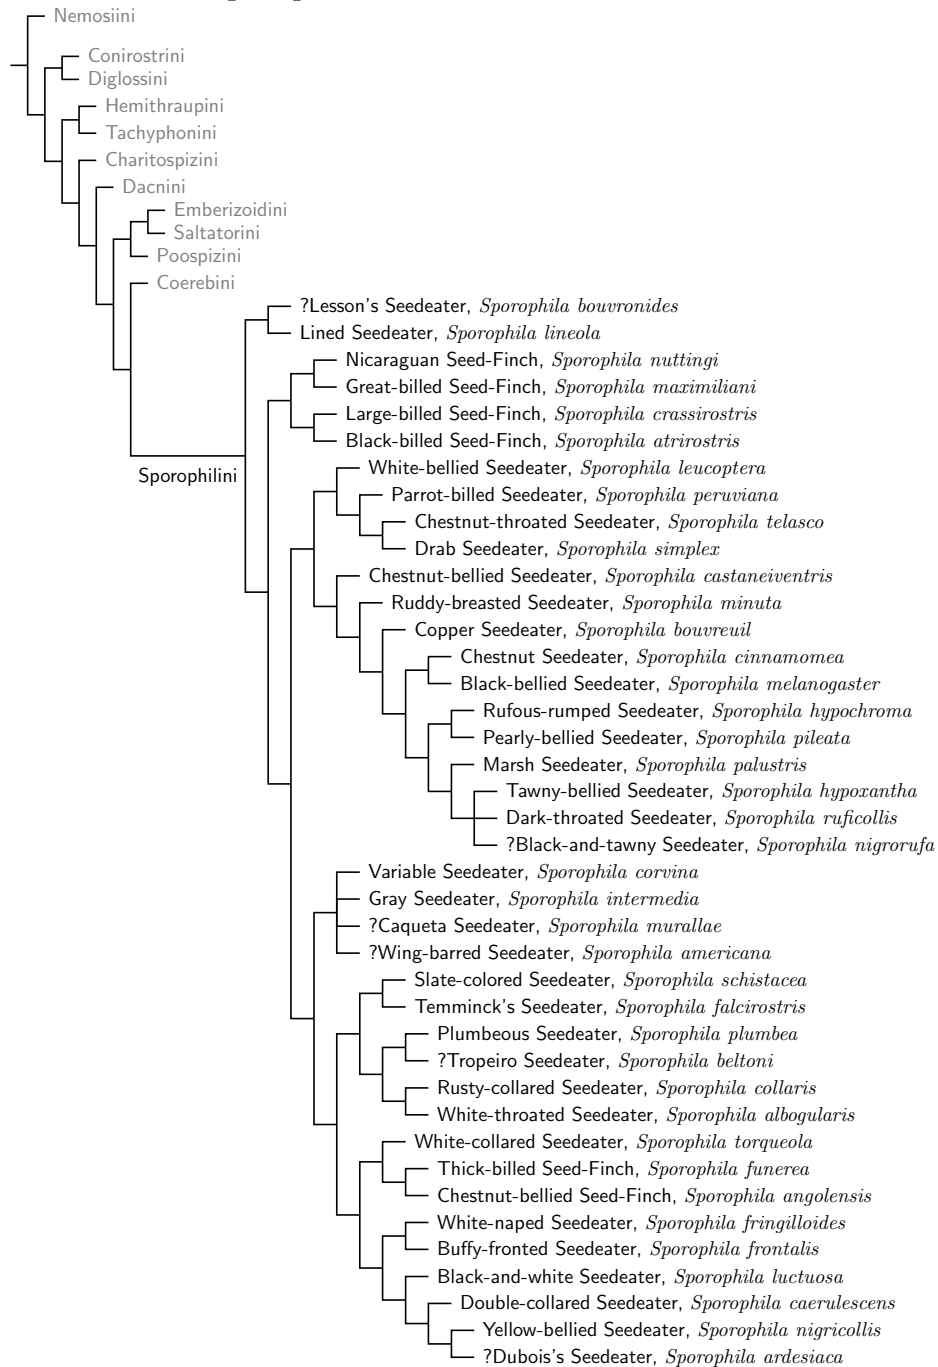 Nemosiini
Conirostrini
Diglossini
Hemithraupini
Tachyphonini
Charitospizini
Dacnini
Emberizoidini
Saltatorini
Poospizini
Coerebini
?Lesson's Seedeater, Sporophila bouvronides
Lined Seedeater, Sporophila lineola
Nicaraguan Seed-Finch, Sporophila nuttingi
Great-billed Seed-Finch, Sporophila maximiliani
Large-billed Seed-Finch, Sporophila crassirostris
Black-billed Seed-Finch, Sporophila atrirostris
White-bellied Seedeater, Sporophila leucoptera
Sporophilini
Parrot-billed Seedeater, Sporophila peruviana
Chestnut-throated Seedeater, Sporophila telasco
Drab Seedeater, Sporophila simplex
Chestnut-bellied Seedeater, Sporophila castaneiventris
Ruddy-breasted Seedeater, Sporophila minuta
Copper Seedeater, Sporophila bouvreuil
Chestnut Seedeater, Sporophila cinnamomea
Black-bellied Seedeater, Sporophila melanogaster
Rufous-rumped Seedeater, Sporophila hypochroma
Pearly-bellied Seedeater, Sporophila pileata
Marsh Seedeater, Sporophila palustris
Tawny-bellied Seedeater, Sporophila hypoxantha
Dark-throated Seedeater, Sporophila ruficollis
?Black-and-tawny Seedeater, Sporophila nigrorufa
Variable Seedeater, Sporophila corvina
Gray Seedeater, Sporophila intermedia
?Caqueta Seedeater, Sporophila murallae
?Wing-barred Seedeater, Sporophila americana
Slate-colored Seedeater, Sporophila schistacea
Temminck's Seedeater, Sporophila falcirostris
Plumbeous Seedeater, Sporophila plumbea
?Tropeiro Seedeater, Sporophila beltoni
Rusty-collared Seedeater, Sporophila collaris
White-throated Seedeater, Sporophila albogularis
White-collared Seedeater, Sporophila torqueola
Thick-billed Seed-Finch, Sporophila funerea
Chestnut-bellied Seed-Finch, Sporophila angolensis
White-naped Seedeater, Sporophila fringilloides
Buffy-fronted Seedeater, Sporophila frontalis
Black-and-white Seedeater, Sporophila luctuosa
Double-collared Seedeater, Sporophila caerulescens
Yellow-bellied Seedeater, Sporophila nigricollis
?Dubois's Seedeater, Sporophila ardesiaca